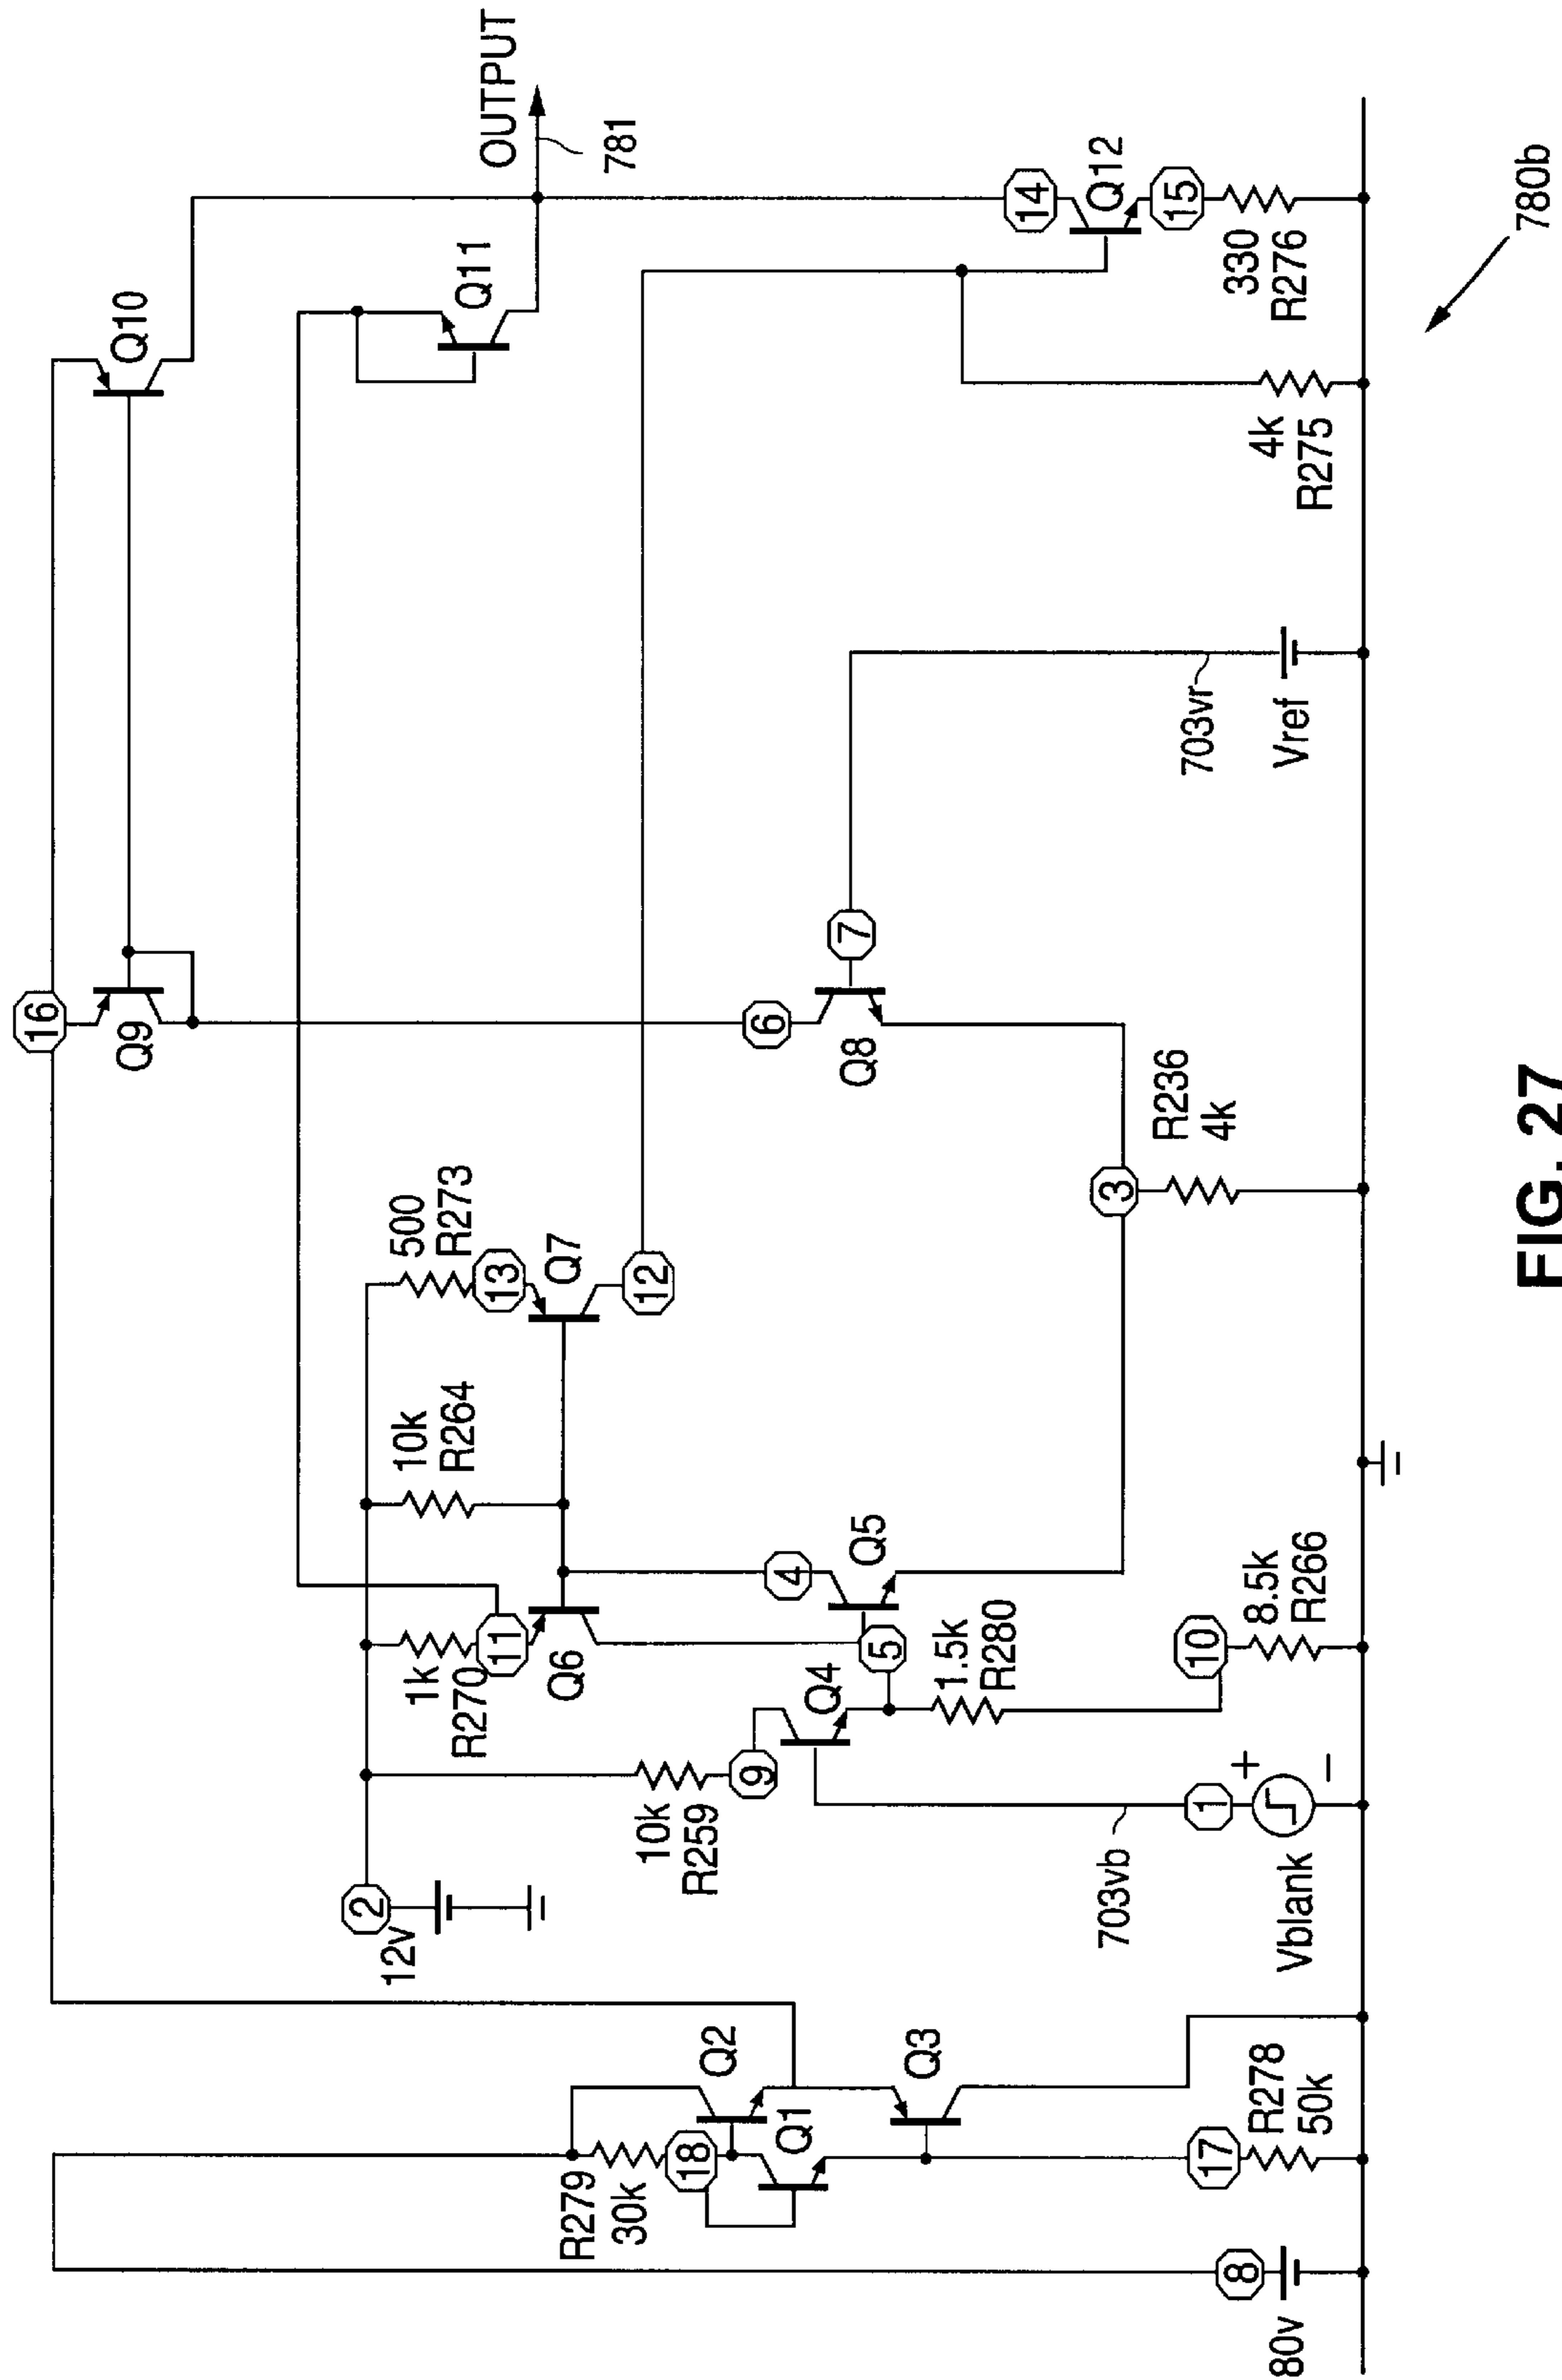 16
Q9
Q10
OUTPUT
781
2
12v
1k
R270
11
Q6
10k
R264
500
R273
13
Q7
12
Q11
R279
30k
18
Q1
Q2
Q3
10k
R259
9
Q4
5
4
Q5
6
Q8
7
14
Q12
15
330
R276
4k
R275
1.5k
R280
3
R236
4k
703vr
Vref
703vb
1
+
−
Vblank
10
8.5k
R266
17
R278
50k
8
80v
780b
FIG. 27